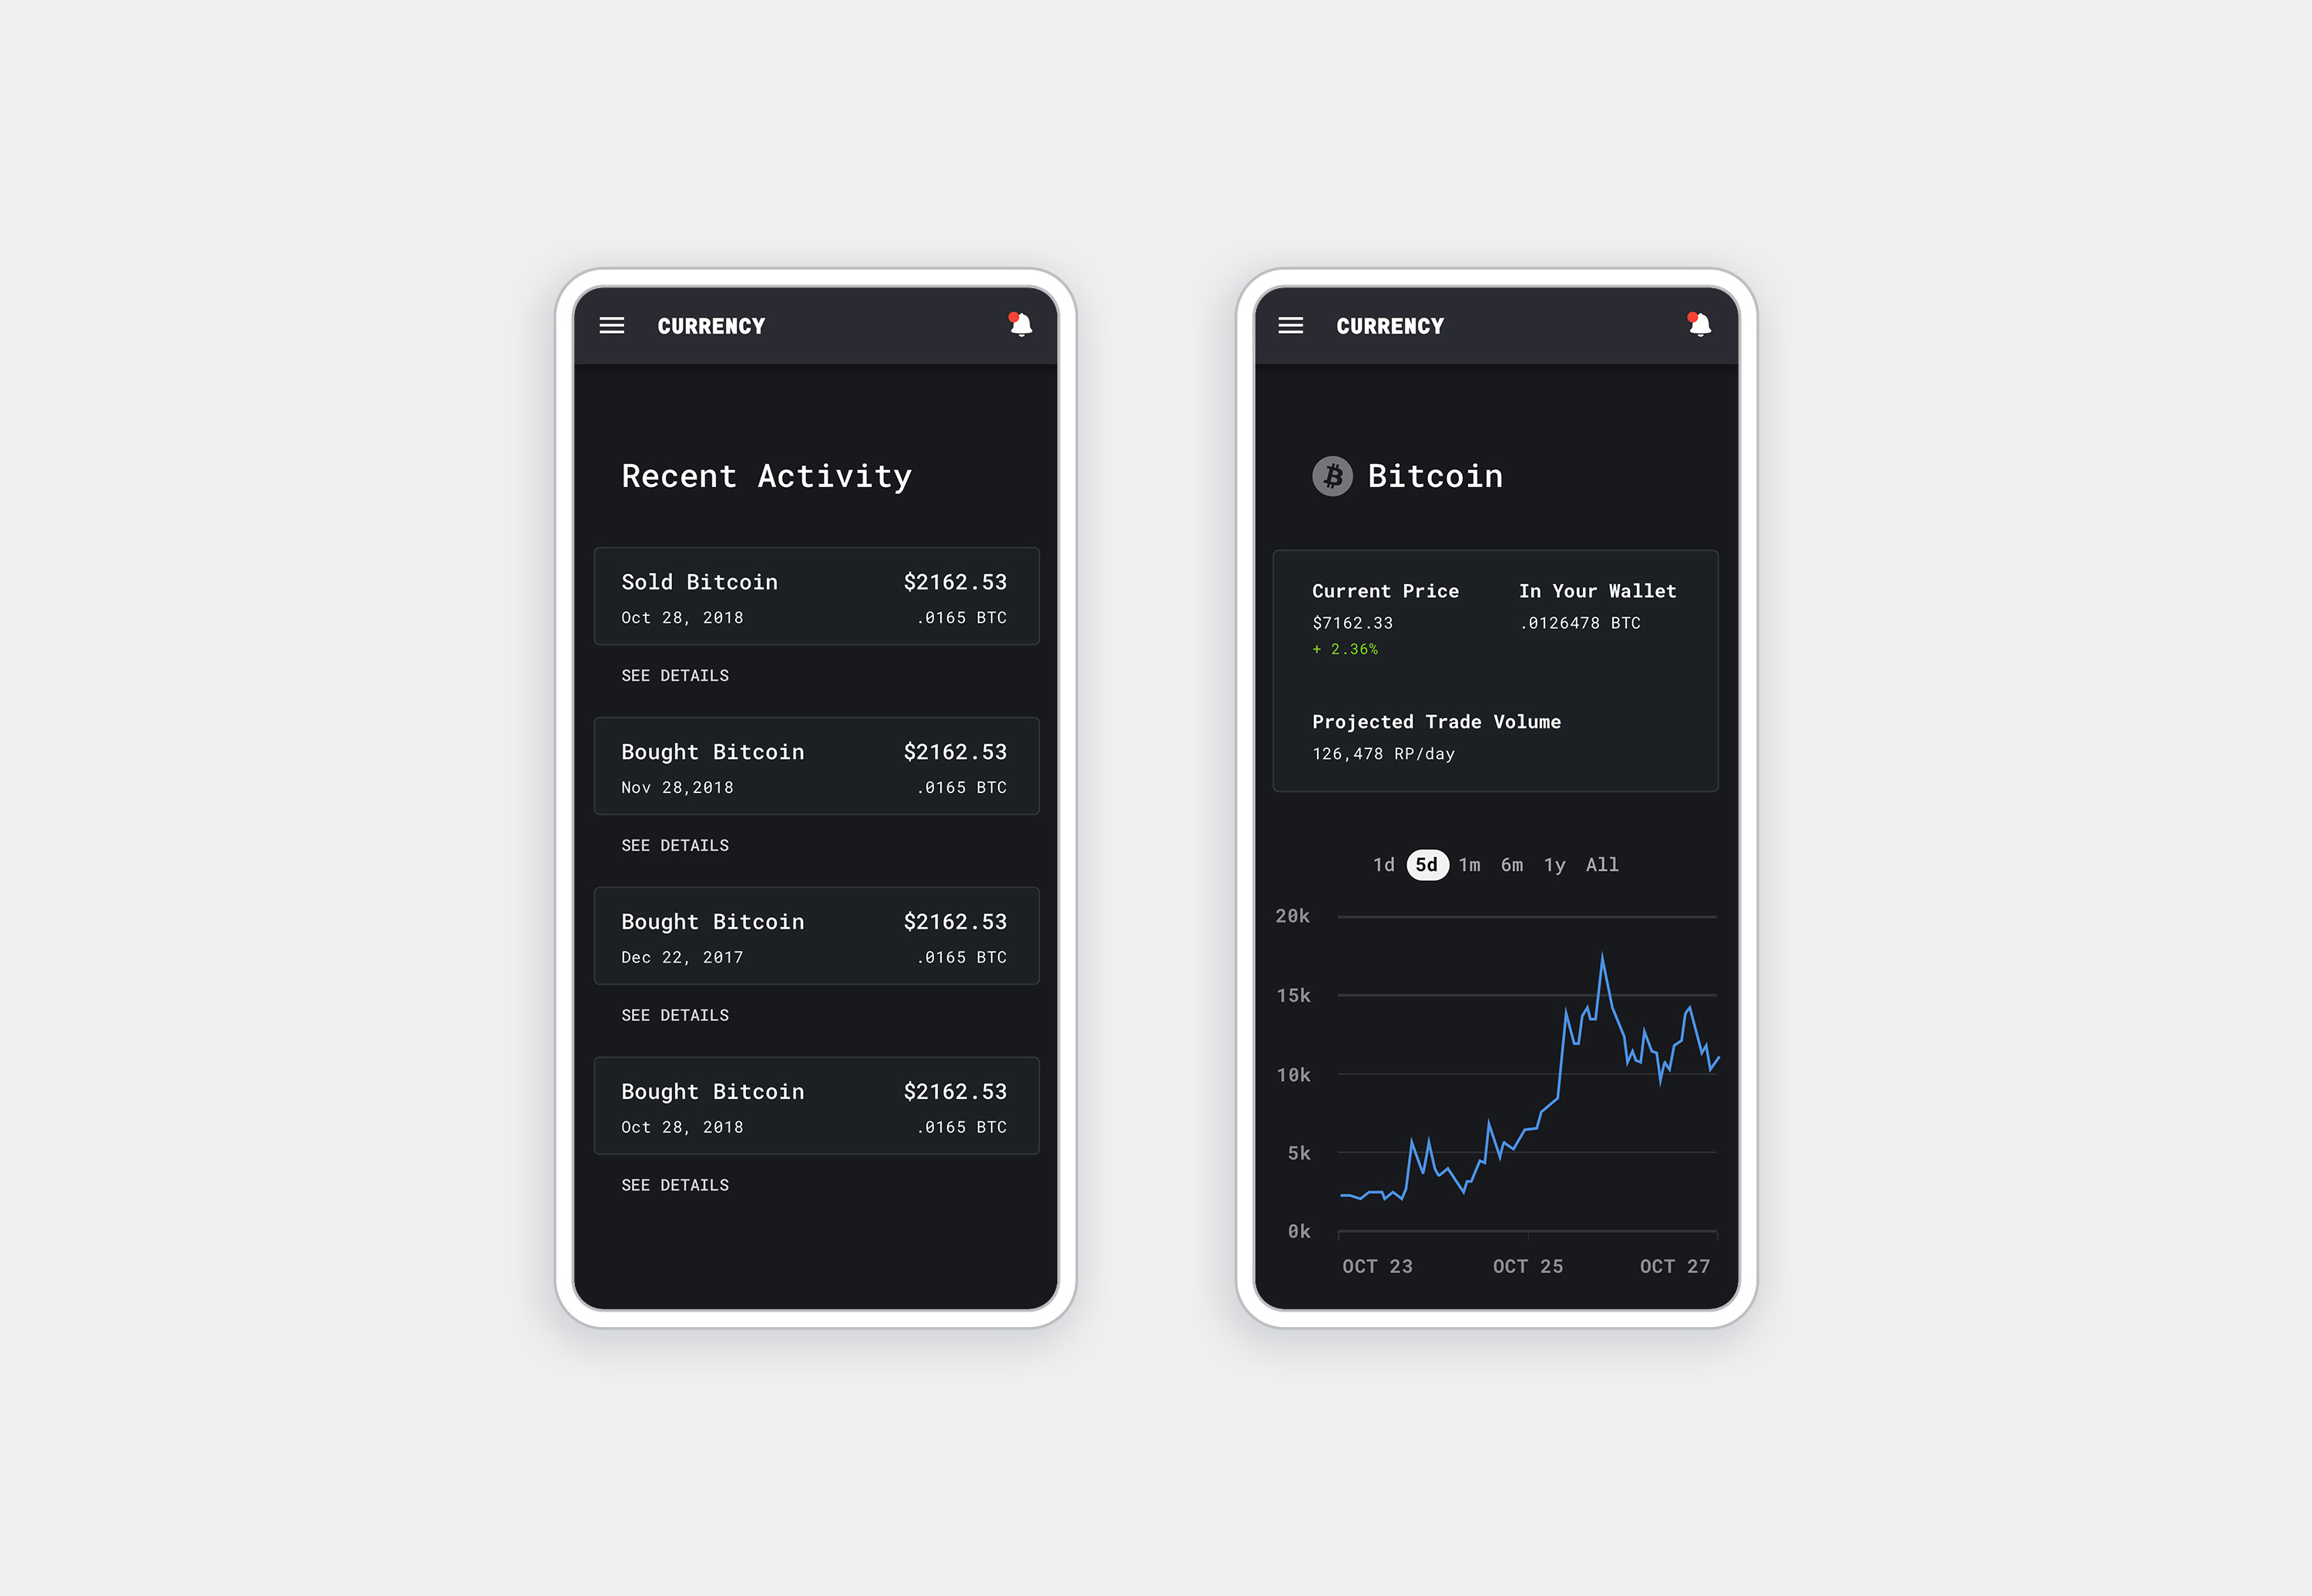 CURRENCY
Recent Activity
Sold Bitcoin $2162.53
Oct 28, 2018 .0165 BTC
SEE DETAILS
Bought Bitcoin $2162.53
Nov 28,2018 .0165 BTC
SEE DETAILS
Bought Bitcoin $2162.53
Dec 22, 2017 .0165 BTC
SEE DETAILS
Bought Bitcoin $2162.53
Oct 28, 2018 .0165 BTC
SEE DETAILS
CURRENCY
Bitcoin
Current Price In Your Wallet
$7162.33 .0126478 BTC
+ 2.36%
Projected Trade Volume
126,478 RP/day
1d 5d 1m 6m 1y All
20k
15k
10k
5k
0k
OCT 23 OCT 25 OCT 27